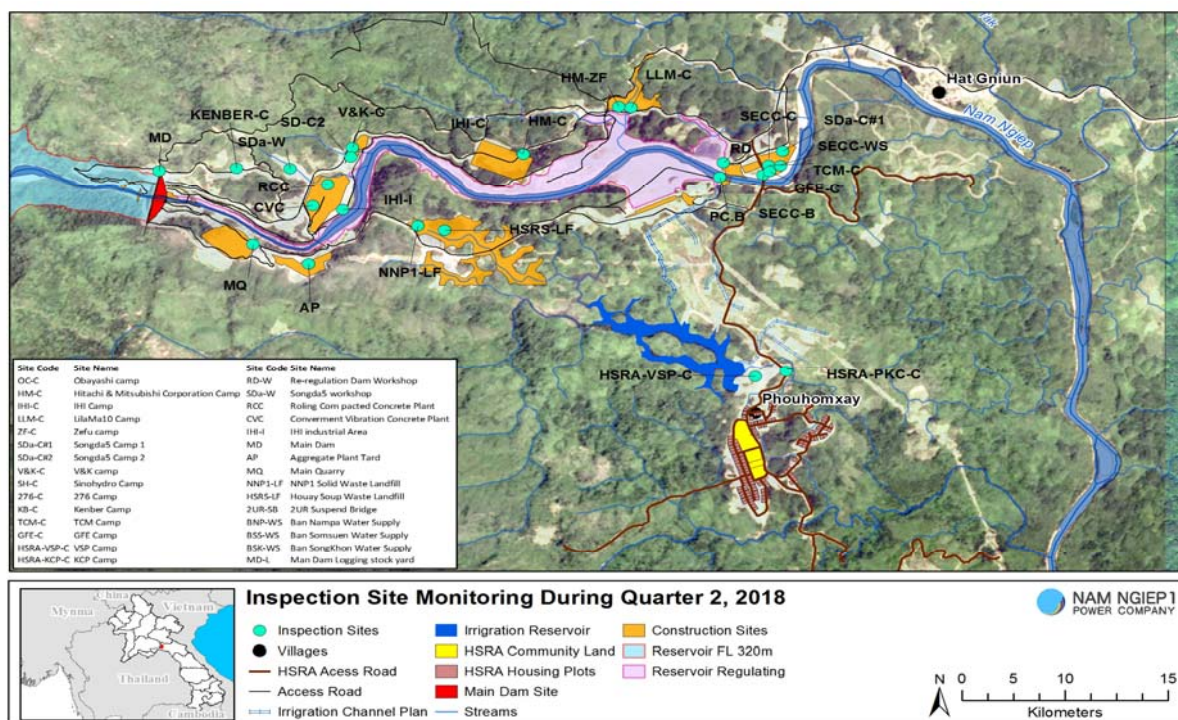 Hat Gniun
Nam Ngiep
HM-ZF
LLM-C
KENBER-C
SD-C2
V&K-C
SECC-C
SDa-C#1
MD
SDa-W
IHI-C
HM-C
RD
SECC-WS
RCC
TCM-C
CVC
IHI-I
GFE-C
PC.B
SECC-B
HSRS-LF
NNP1-LF
MQ
AP
HSRA-VSP-C
HSRA-PKC-C
Phouhomxay
Site Code Site Name Site Code Site Name
OC-C Obayashi camp RD-W Re-regulation Dam Workshop
HM-C Hitachi & Mitsubishi Corporation Camp SDa-W Songda5 workshop
IHI-C IHI Camp RCC Roling Com pacted Concrete Plant
LLM-C LilaMa10 Camp CVC Converment Vibration Concrete Plant
ZF-C Zefu camp IHI-I IHI industrial Area
SDa-C#1 Songda5 Camp 1 MD Main Dam
SDa-C#2 Songda5 Camp 2 AP Aggregate Plant Tard
V&K-C V&K camp MQ Main Quarry
SH-C Sinohydro Camp NNP1-LF NNP1 Solid Waste Landfill
276-C 276 Camp HSRS-LF Houay Soup Waste Landfill
KB-C Kenber Camp 2UR-SB 2UR Suspend Bridge
TCM-C TCM Camp BNP-WS Ban Nampa Water Supply
GFE-C GFE Camp BSS-WS Ban Somsuen Water Supply
HSRA-VSP-C VSP Camp BSK-WS Ban SongKhon Water Supply
HSRA-KCP-C KCP Camp MD-L Man Dam Logging stock yard
China
Mynma
Vietnam
Thailand
Cambodia
Inspection Site Monitoring During Quarter 2, 2018
NAM NGIEP 1
POWER COMPANY
Inspection Sites Irrigration Reservoir Construction Sites
Villages HSRA Community Land Reservoir FL 320m
HSRA Acess Road HSRA Housing Plots Reservoir Regulating
Access Road Main Dam Site
Irrigration Channel Plan Streams
N
0 5 10 15
Kilometers